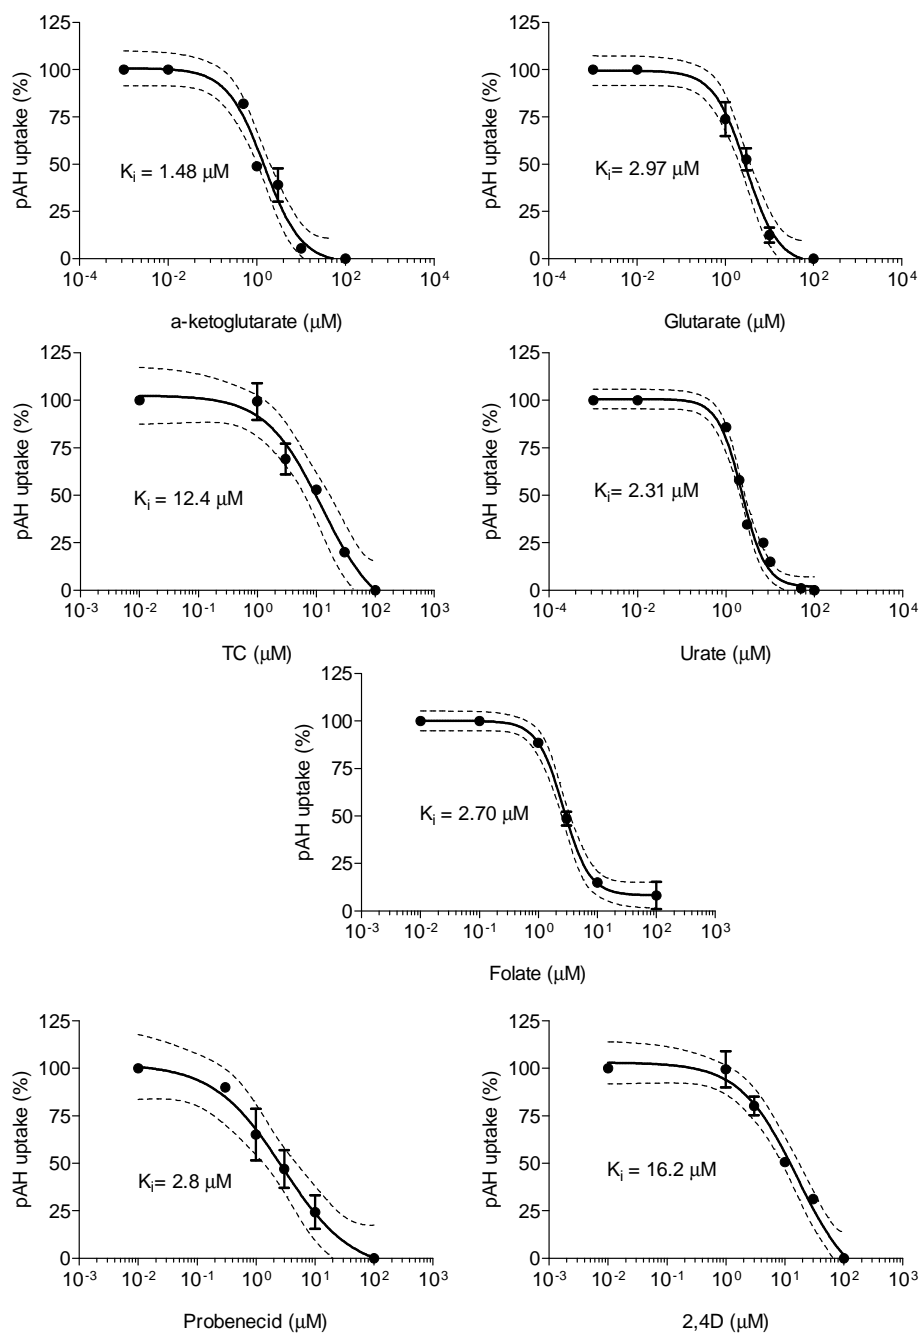 125
100
75
50
25
0
pAH uptake (%)
Kᵢ = 1.48 μM
10⁻⁴ 10⁻² 10⁰ 10² 10⁴
a-ketoglutarate (μM)
125
100
75
50
25
0
pAH uptake (%)
Kᵢ= 2.97 μM
10⁻⁴ 10⁻² 10⁰ 10² 10⁴
Glutarate (μM)
125
100
75
50
25
0
pAH uptake (%)
Kᵢ = 12.4 μM
10⁻³ 10⁻² 10⁻¹ 10⁰ 10¹ 10² 10³
TC (μM)
125
100
75
50
25
0
pAH uptake (%)
Kᵢ= 2.31 μM
10⁻⁴ 10⁻² 10⁰ 10² 10⁴
Urate (μM)
125
100
75
50
25
0
pAH uptake (%)
Kᵢ = 2.70 μM
10⁻³ 10⁻² 10⁻¹ 10⁰ 10¹ 10² 10³
Folate (μM)
125
100
75
50
25
0
pAH uptake (%)
Kᵢ= 2.8 μM
10⁻³ 10⁻² 10⁻¹ 10⁰ 10¹ 10² 10³
Probenecid (μM)
125
100
75
50
25
0
pAH uptake (%)
Kᵢ = 16.2 μM
10⁻³ 10⁻² 10⁻¹ 10⁰ 10¹ 10² 10³
2,4D (μM)